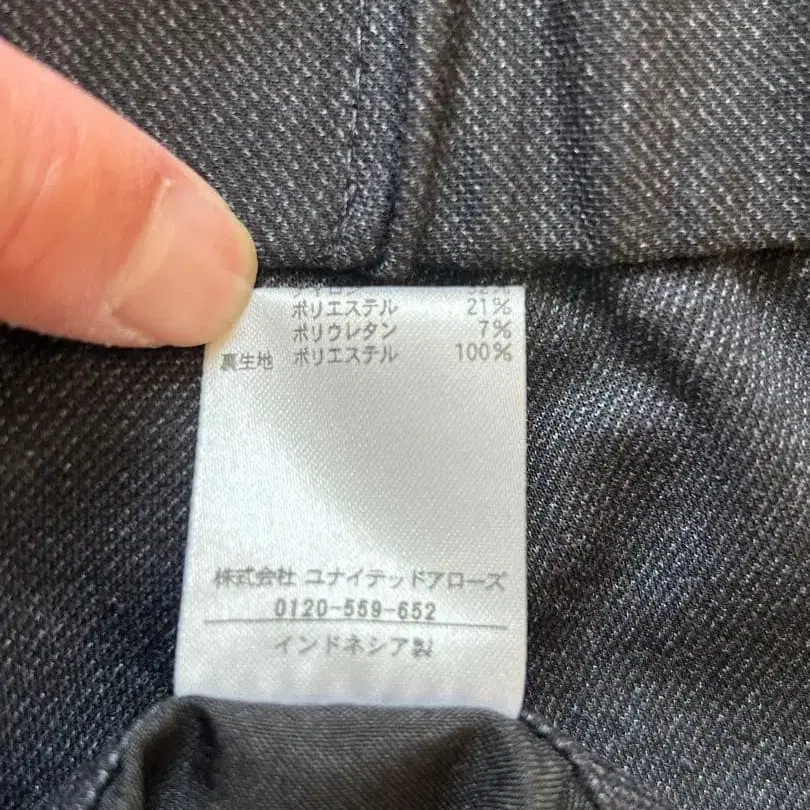 ポリエステル 21%
ポリウレタン 7%
裏生地 ポリエステル 100%
株式会社 ユナイテッドアローズ
0120-559-652
インドネシア製